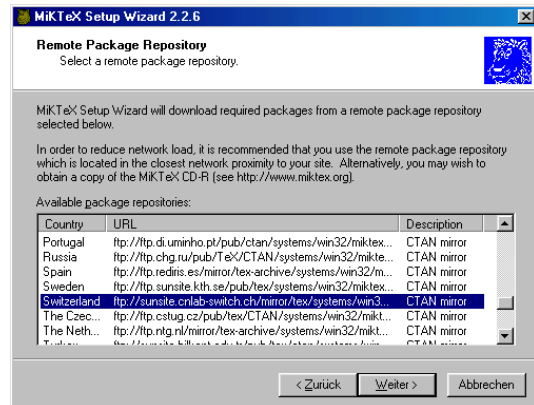 MiKTeX Setup Wizard 2.2.6
Remote Package Repository
Select a remote package repository.
MiKTeX Setup Wizard will download required packages from a remote package repository
selected below.
In order to reduce network load, it is recommended that you use the remote package repository
which is located in the closest network proximity to your site. Alternatively, you may wish to
obtain a copy of the MiKTeX CD-R (see http://www.miktex.org).
Available package repositories:
Country URL Description
Portugal ftp://ftp.di.uminho.pt/pub/ctan/systems/win32/miktex... CTAN mirror
Russia ftp://ftp.chg.ru/pub/TeX/CTAN/systems/win32/mikte... CTAN mirror
Spain ftp://ftp.rediris.es/mirror/tex-archive/systems/win32/m... CTAN mirror
Sweden ftp://ftp.sunsite.kth.se/pub/tex/systems/win32/miktex... CTAN mirror
Switzerland ftp://sunsite.cnlab-switch.ch/mirror/tex/systems/win3... CTAN mirror
The Czec... ftp://ftp.cstug.cz/pub/tex/CTAN/systems/win32/mikt... CTAN mirror
The Neth... ftp://ftp.ntg.nl/mirror/tex-archive/systems/win32/mikt... CTAN mirror
< Zurück Weiter > Abbrechen